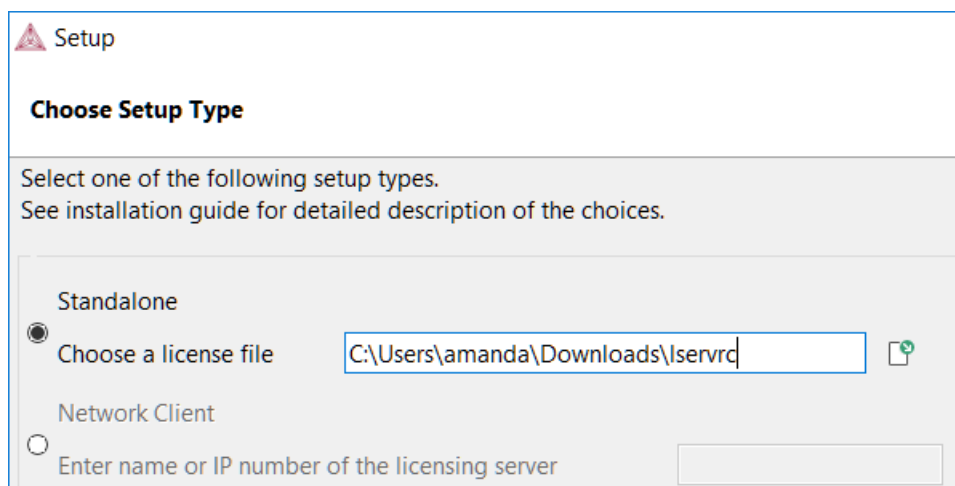 Setup
Choose Setup Type
Select one of the following setup types.
See installation guide for detailed description of the choices.
Standalone
Choose a license file C:\Users\amanda\Downloads\lservrc
Network Client
Enter name or IP number of the licensing server